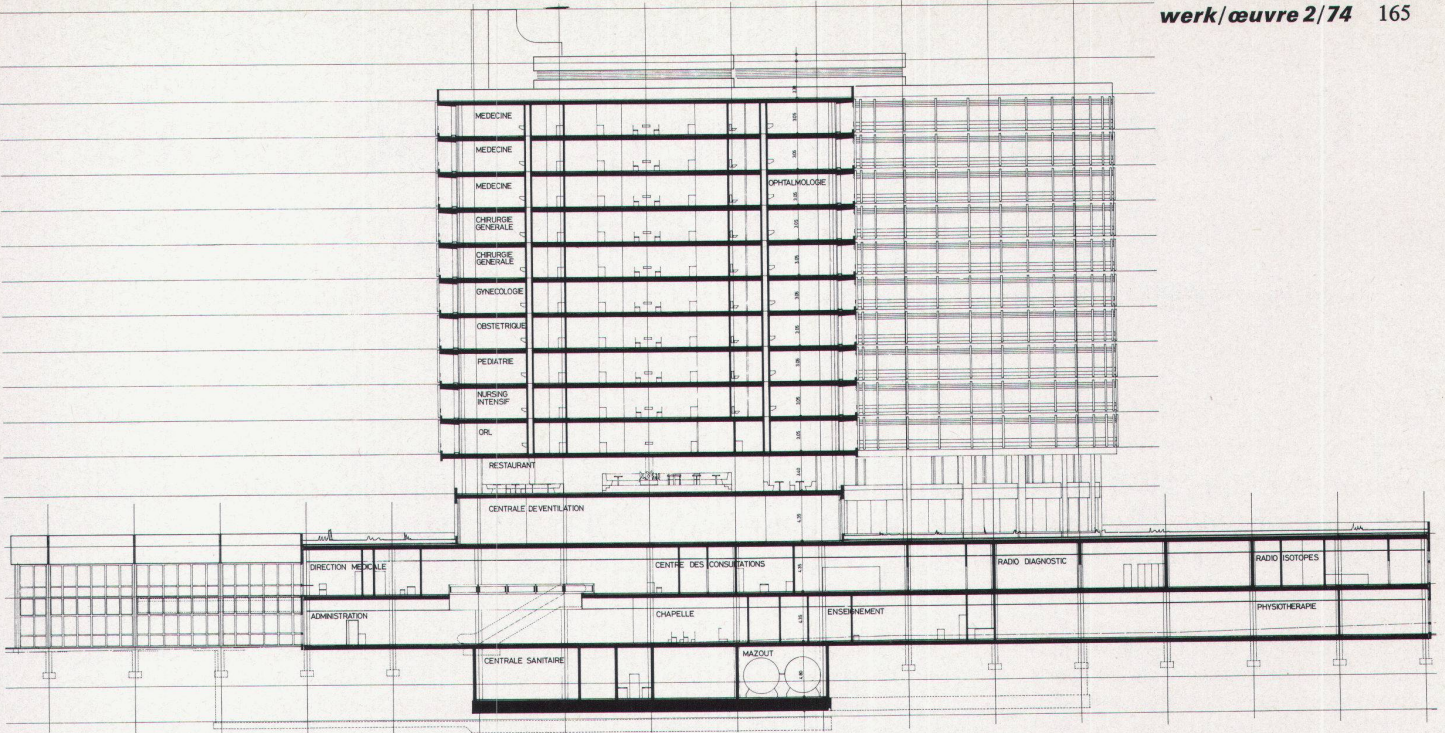 werk/œuvre 2/74 165
MEDECINE
MEDECINE
MEDECINE
OPHTALMOLOGIE
CHIRURGIE
GENERALE
CHIRURGIE
GENERALE
GYNECOLOGIE
OBSTETRIQUE
PEDIATRIE
NURSING
INTENSIF
ORL
RESTAURANT
CENTRALE DE VENTILATION
DIRECTION MEDICALE
CENTRE DES CONSULTATIONS
RADIO DIAGNOSTIC
RADIO ISOTOPES
ADMINISTRATION
CHAPELLE
ENSEIGNEMENT
PHYSIOTHERAPIE
CENTRALE SANITAIRE
MAZOUT